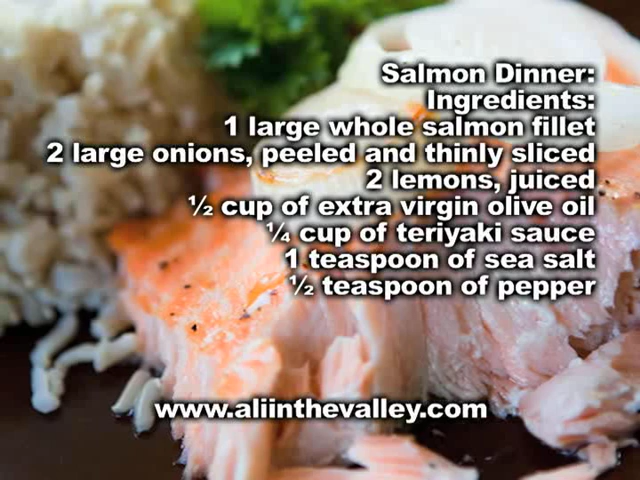 Salmon Dinner:
Ingredients:
1 large whole salmon fillet
2 large onions, peeled and thinly sliced
2 lemons, juiced
½ cup of extra virgin olive oil
¼ cup of teriyaki sauce
1 teaspoon of sea salt
½ teaspoon of pepper
www.aliinthevalley.com